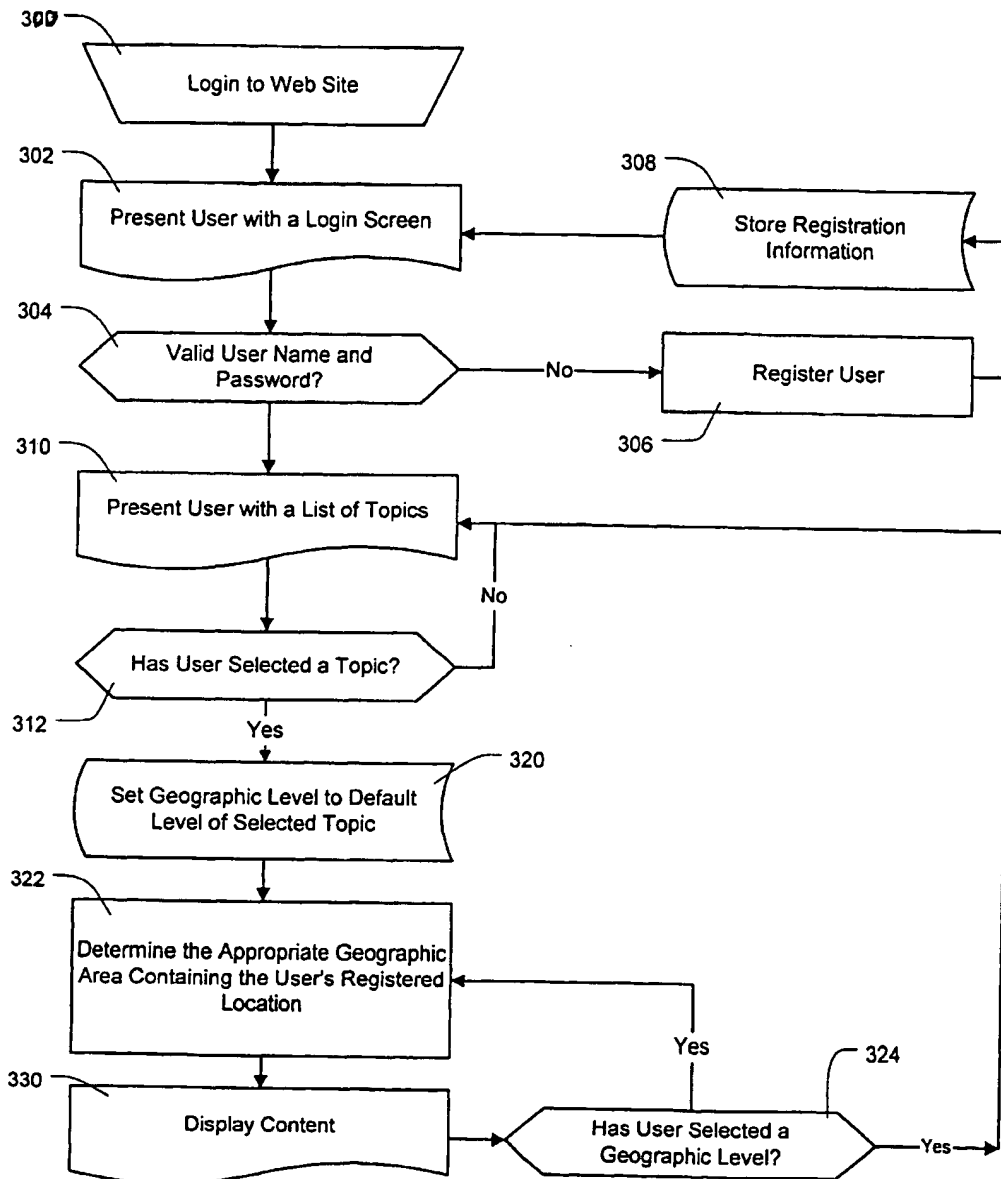 300
Login to Web Site
302
Present User with a Login Screen
308
Store Registration
Information
304
Valid User Name and
Password?
No
Register User
306
310
Present User with a List of Topics
No
Has User Selected a Topic?
312
Yes
320
Set Geographic Level to Default
Level of Selected Topic
322
Determine the Appropriate Geographic
Area Containing the User's Registered
Location
Yes
324
330
Display Content
Has User Selected a
Geographic Level?
Yes